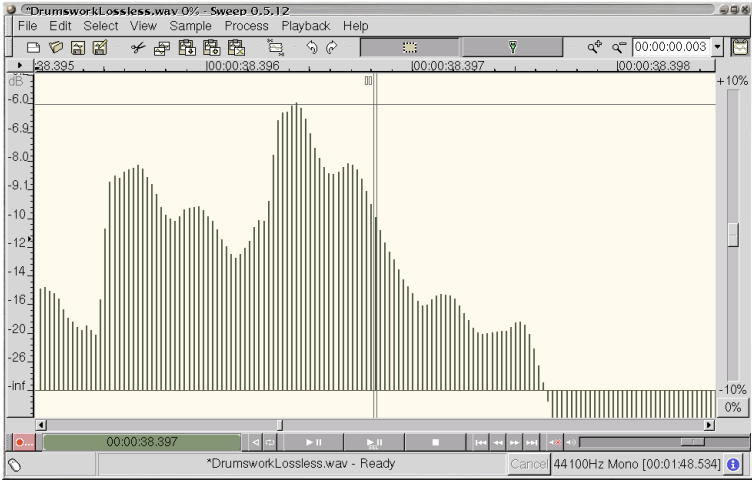 *DrumsworkLossless.wav 0% - Sweep 0.5.12
File Edit Select View Sample Process Playback Help
00:00:00.003
38.395 00:00:38.396 00:00:38.397 00:00:38.398
dB
+10%
-6.0
-6.9
-8.0
-9.1
-10
-12
-14
-16
-20
-26
-Inf
-10%
0%
00:00:38.397
*DrumsworkLossless.wav - Ready
Cancel
44100Hz Mono [00:01:48.534]